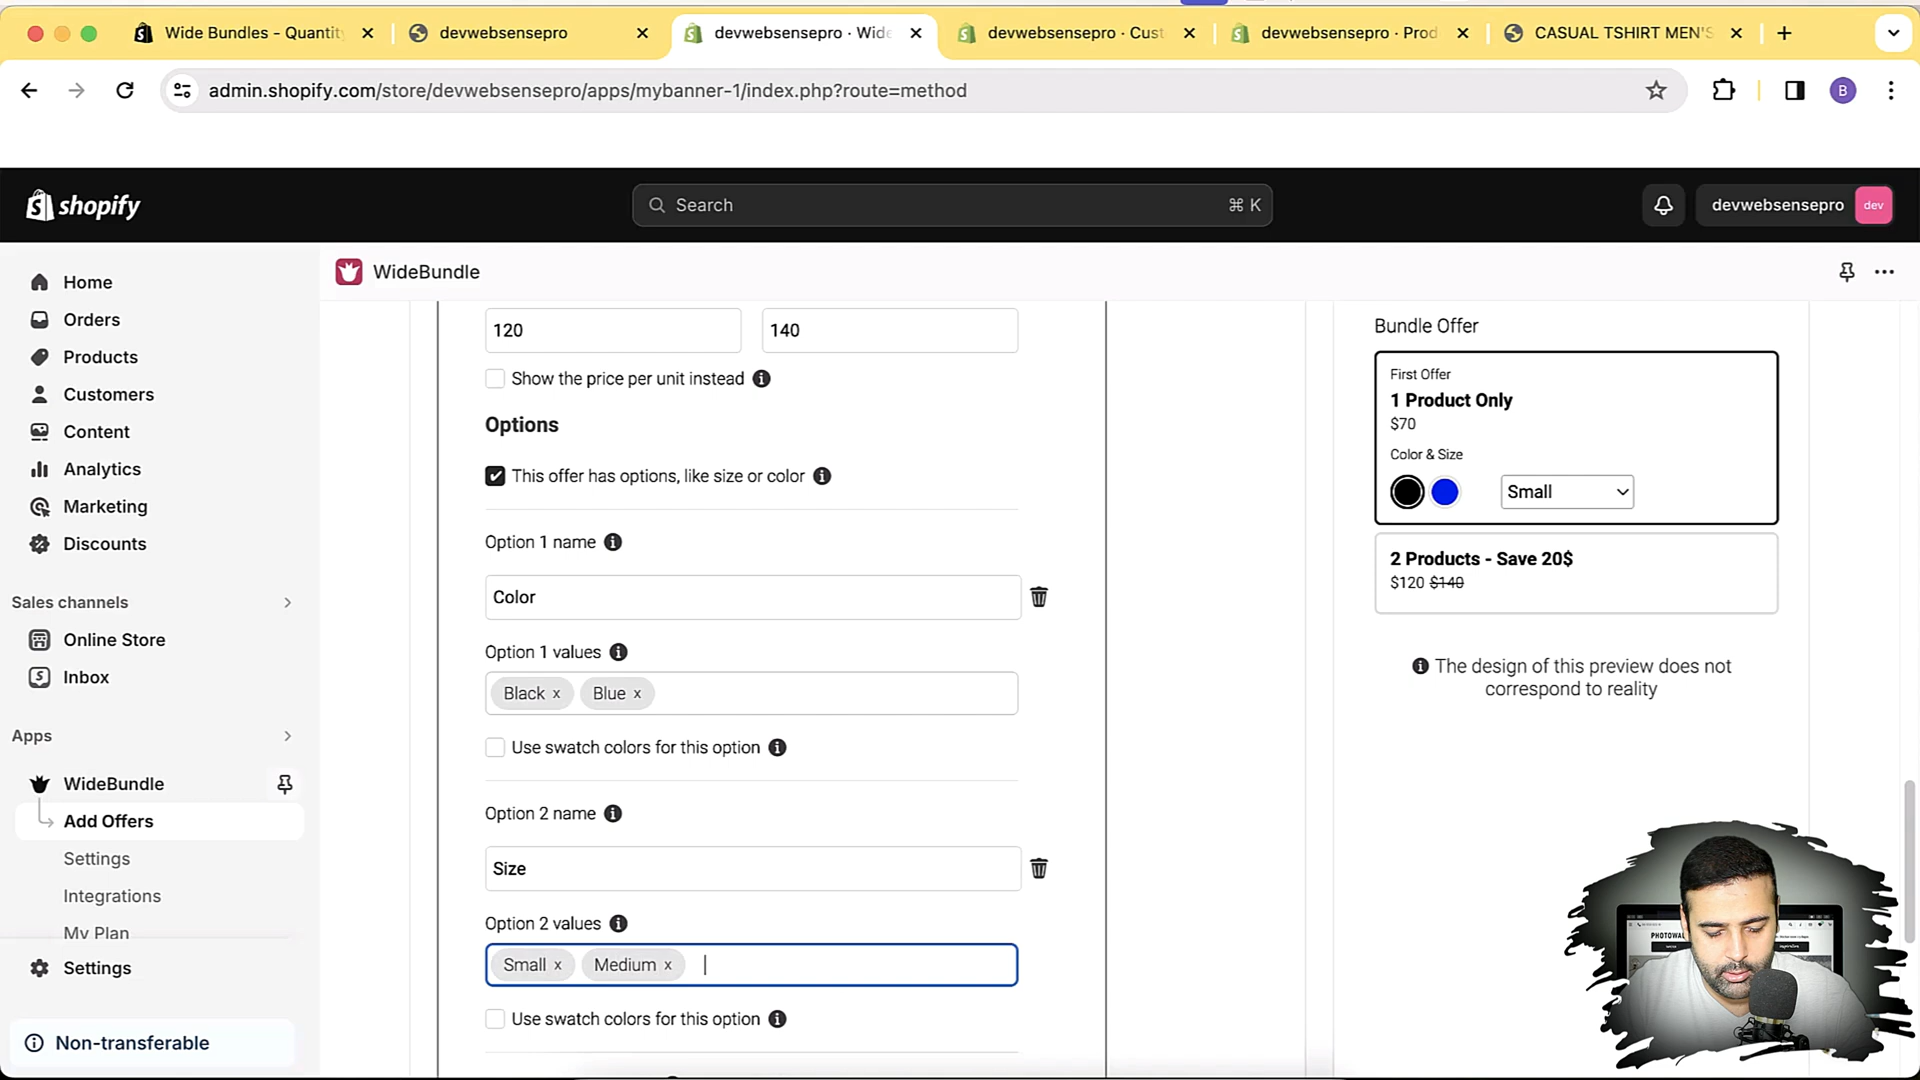 Wide Bundles - Quantity
devwebsensepro
devwebsensepro · Wide
devwebsensepro · Cust
devwebsensepro · Prod
CASUAL TSHIRT MEN'S
admin.shopify.com/store/devwebsensepro/apps/mybanner-1/index.php?route=method
B
shopify
Search
⌘ K
devwebsensepro
dev
Home
Orders
Products
Customers
Content
Analytics
Marketing
Discounts
Sales channels
Online Store
Inbox
Apps
WideBundle
Add Offers
Settings
Integrations
My Plan
Settings
Non-transferable
WideBundle
120
140
Show the price per unit instead
Options
This offer has options, like size or color
Option 1 name
Color
Option 1 values
Black x
Blue x
Use swatch colors for this option
Option 2 name
Size
Option 2 values
Small x
Medium x
Use swatch colors for this option
Bundle Offer
First Offer
1 Product Only
$70
Color & Size
Small
2 Products - Save 20$
$120 $140
The design of this preview does not
correspond to reality